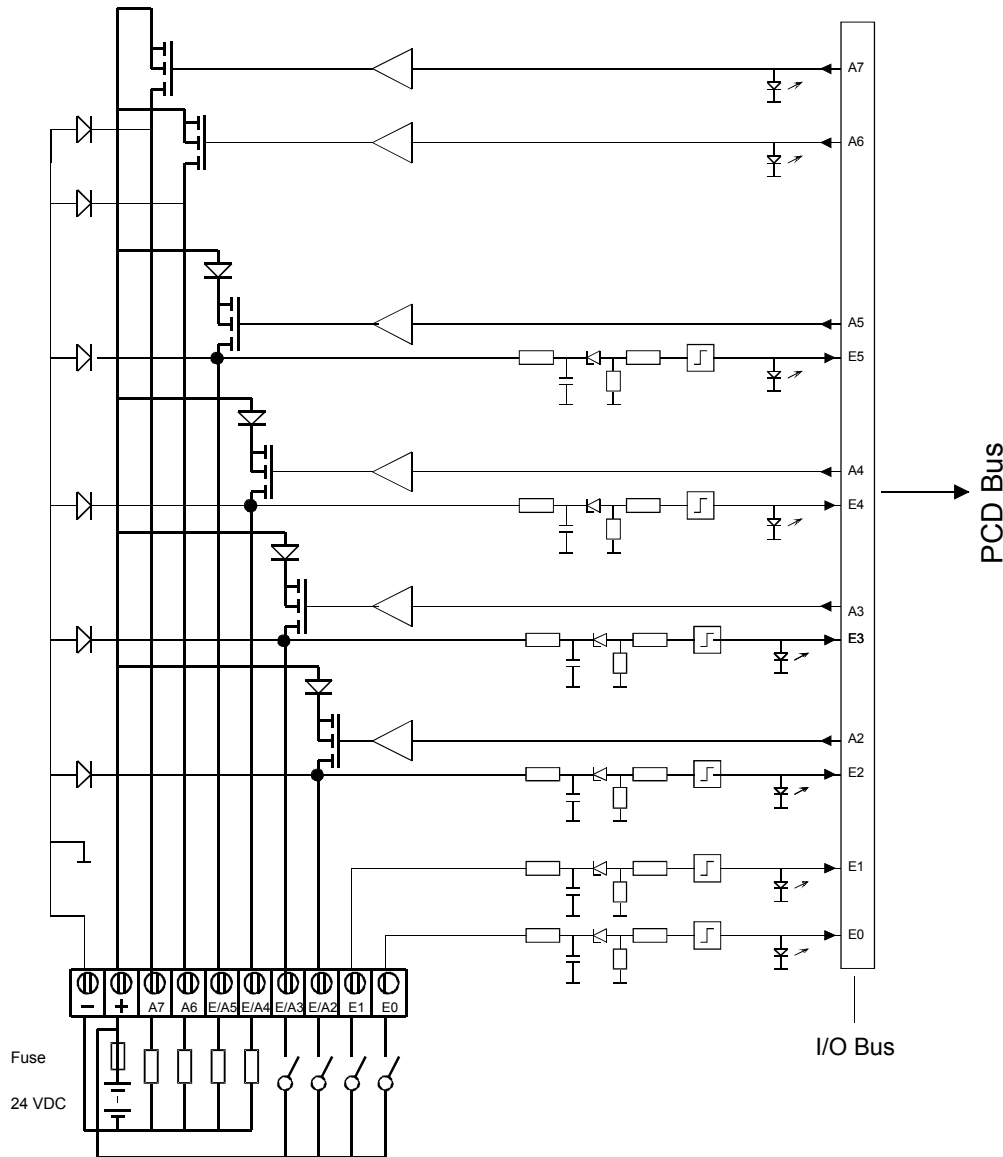 A7
A6
A5
E5
A4
E4
PCD Bus
A3
E3
A2
E2
E1
E0
- + A7 A6 E/A5 E/A4 E/A3 E/A2 E1 E0
I/O Bus
Fuse
24 VDC